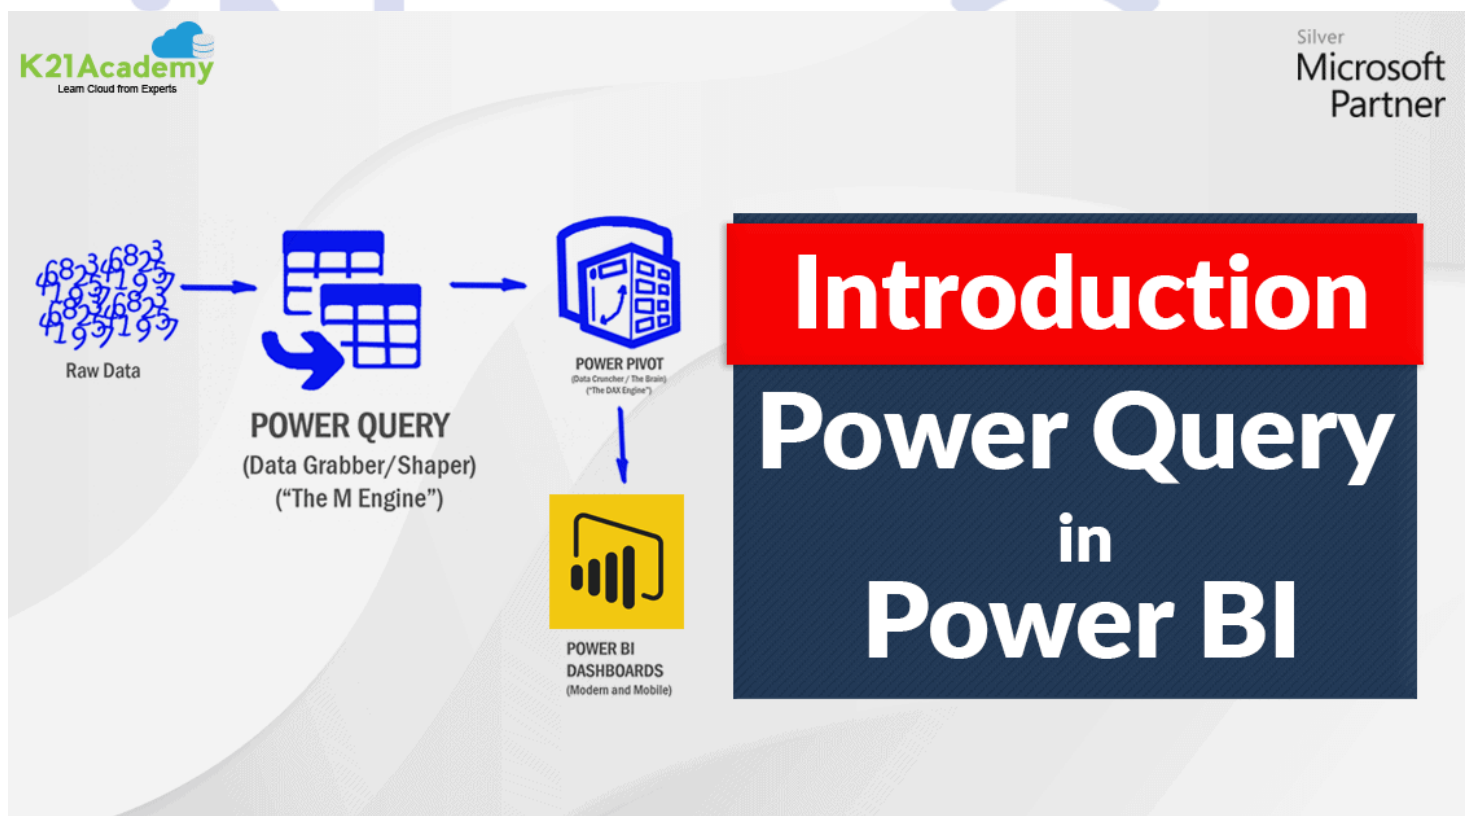 K21Academy
Learn Cloud from Experts
Silver
Microsoft
Partner
Raw Data
POWER QUERY
(Data Grabber/Shaper)
(“The M Engine”)
POWER PIVOT
(Data Cruncher / The Brain)
(“The DAX Engine”)
POWER BI
DASHBOARDS
(Modern and Mobile)
Introduction
Power Query
in
Power BI